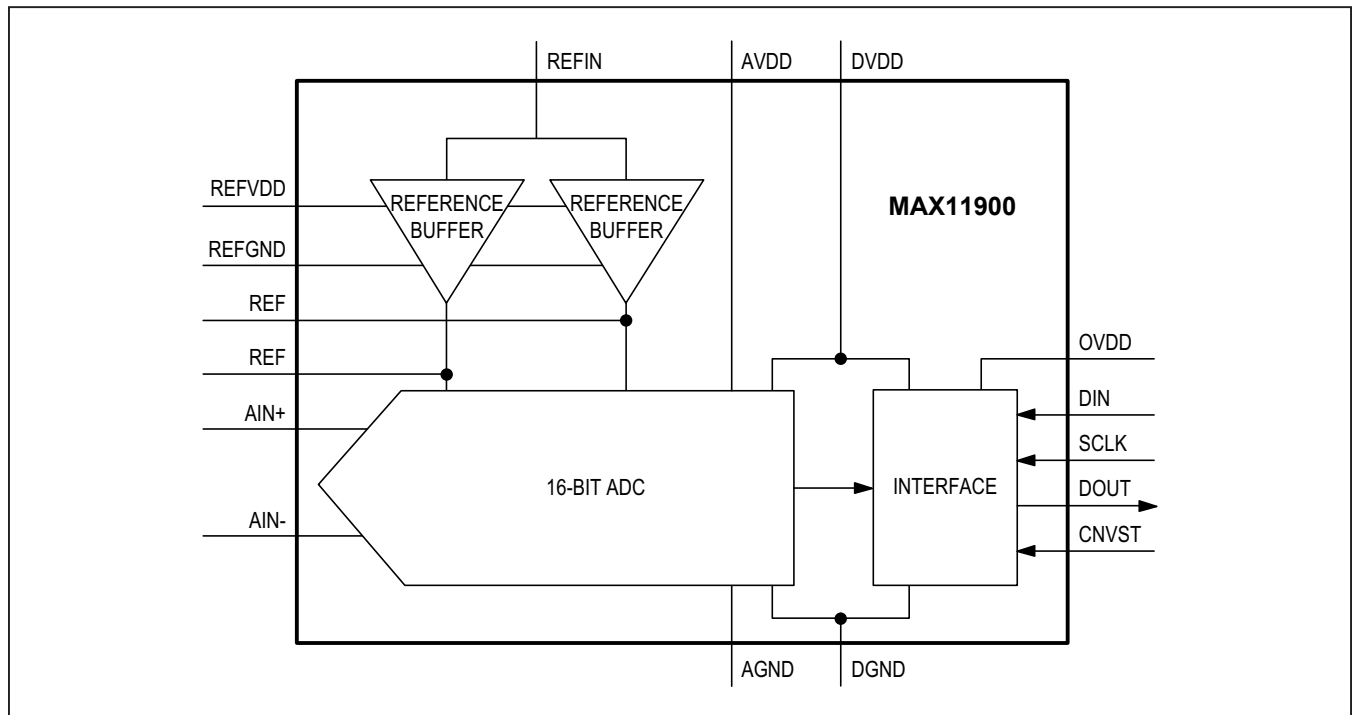 REFIN
AVDD
DVDD
REFVDD
REFERENCE
BUFFER
REFERENCE
BUFFER
MAX11900
REFGND
REF
REF
OVDD
AIN+
DIN
SCLK
16-BIT ADC
INTERFACE
DOUT
AIN-
CNVST
AGND
DGND